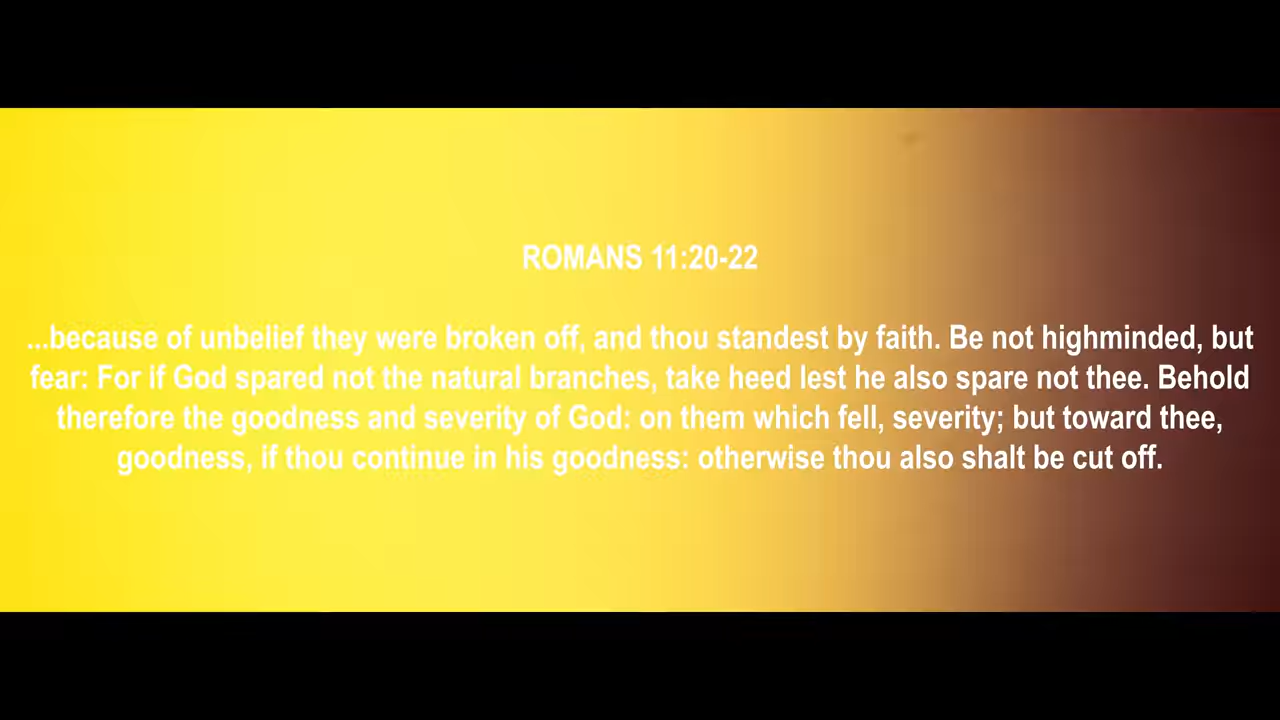 ROMANS 11:20-22
...because of unbelief they were broken off, and thou standest by faith. Be not highminded, but
fear: For if God spared not the natural branches, take heed lest he also spare not thee. Behold
therefore the goodness and severity of God: on them which fell, severity; but toward thee,
goodness, if thou continue in his goodness: otherwise thou also shalt be cut off.